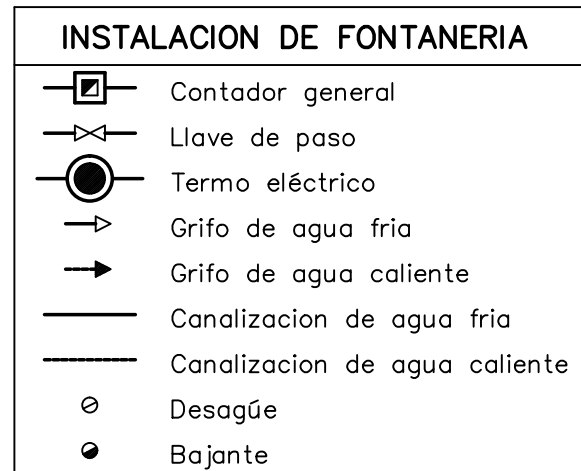 INSTALACION DE FONTANERIA
Contador general
Llave de paso
Termo eléctrico
Grifo de agua fria
Grifo de agua caliente
Canalizacion de agua fria
Canalizacion de agua caliente
Desagúe
Bajante